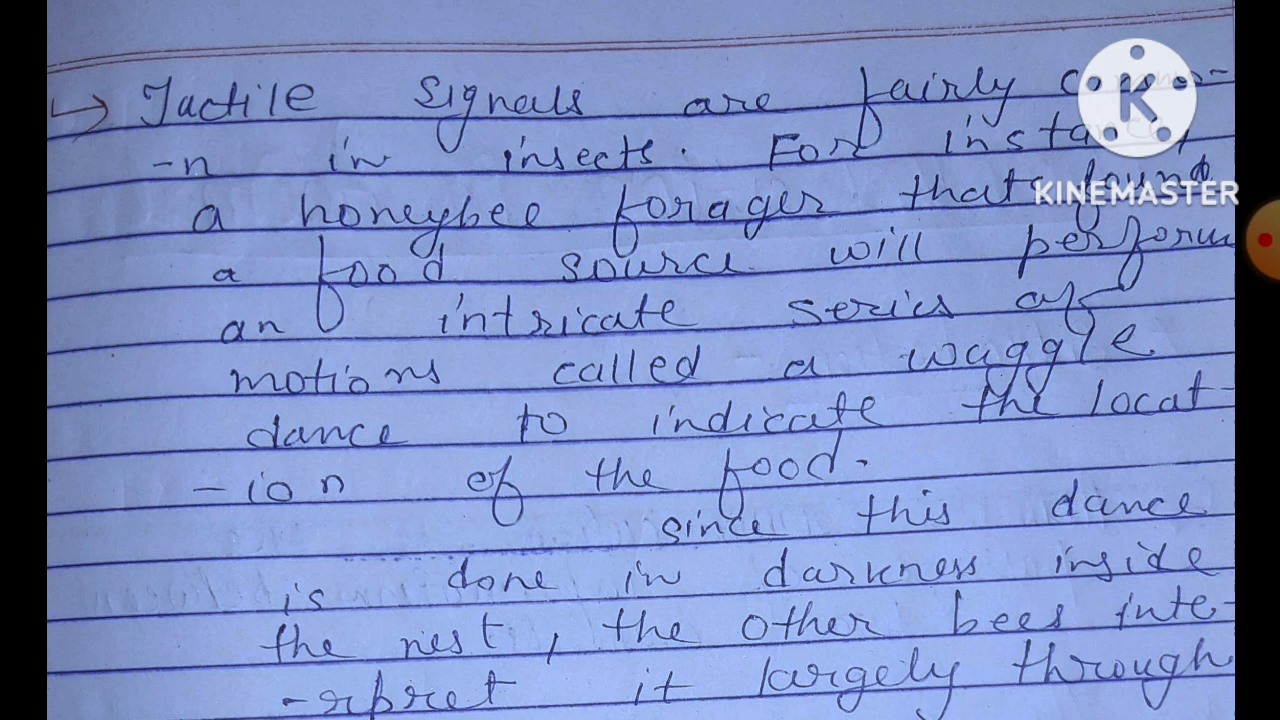 ↳ Tactile signals are fairly commo-
-n in insects. For instance,
a honeybee forager that found
a food source will perform
an intricate series of
motions called a waggle
dance to indicate the locat-
-ion of the food.
since this dance
is done in darkness inside
the nest, the other bees inte-
-rpret it largely through
K
KINEMASTER